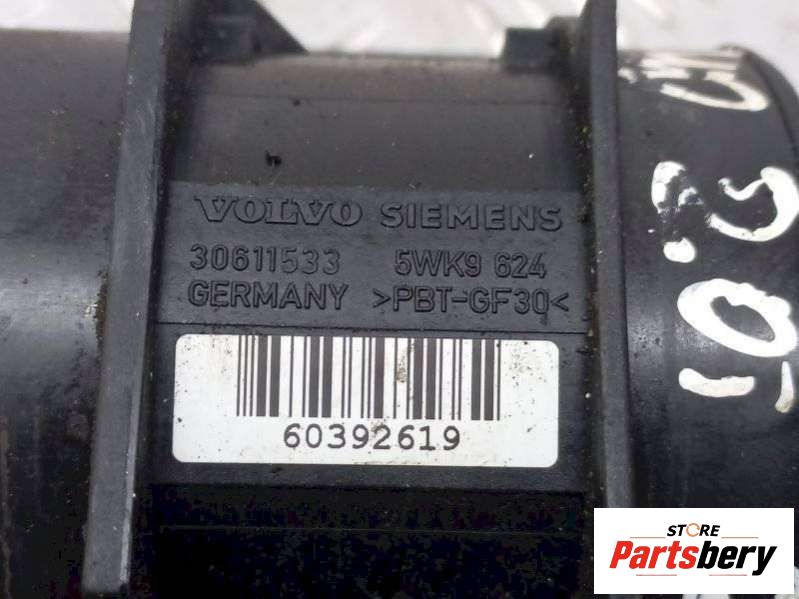 VOLVO SIEMENS
30611533 5WK9 624
GERMANY >PBT-GF30<
60392619
STORE
Partsbery